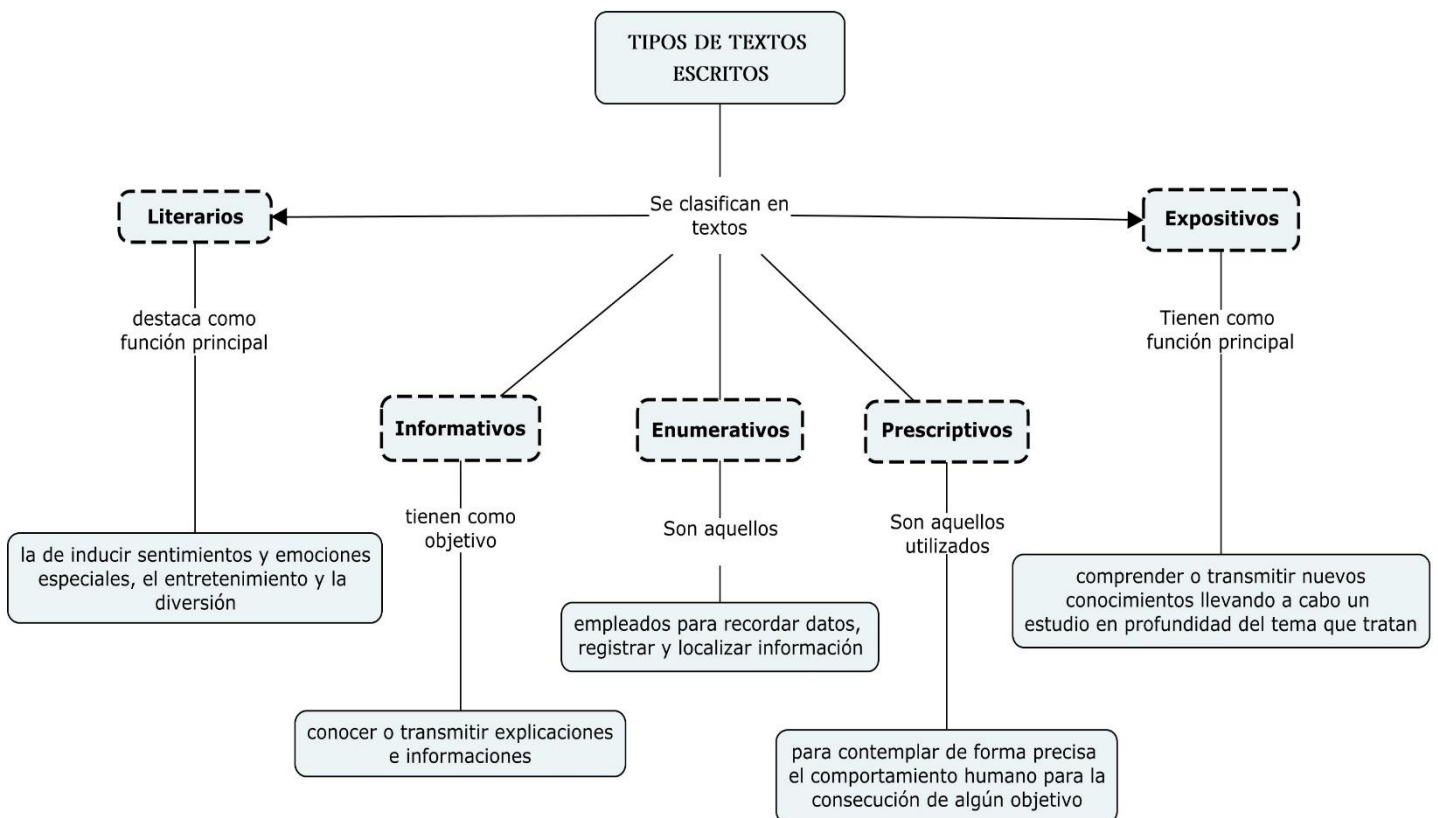 TIPOS DE TEXTOS
ESCRITOS
Se clasifican en
textos
Literarios
destaca como
función principal
la de inducir sentimientos y emociones
especiales, el entretenimiento y la
diversión
Informativos
tienen como
objetivo
conocer o transmitir explicaciones
e informaciones
Enumerativos
Son aquellos
empleados para recordar datos,
registrar y localizar información
Prescriptivos
Son aquellos
utilizados
para contemplar de forma precisa
el comportamiento humano para la
consecución de algún objetivo
Expositivos
Tienen como
función principal
comprender o transmitir nuevos
conocimientos llevando a cabo un
estudio en profundidad del tema que tratan